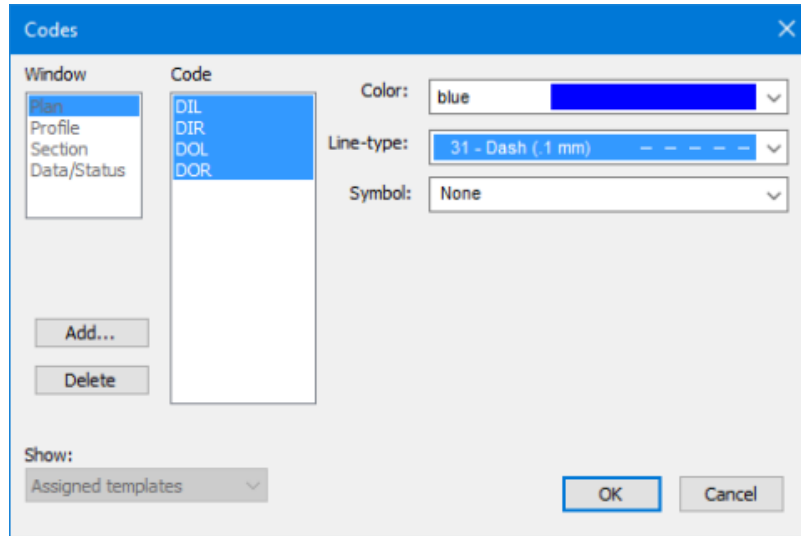 Codes
Window
Plan
Profile
Section
Data/Status
Code
DIL
DIR
DOL
DOR
Color:
blue
Line-type:
31 - Dash (.1 mm)
Symbol:
None
Add...
Delete
Show:
Assigned templates
OK
Cancel